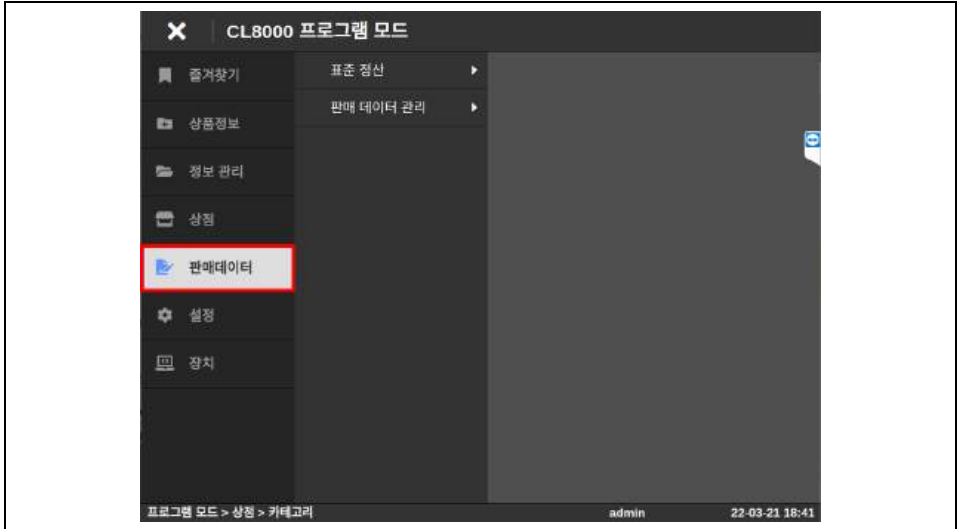 CL8000 프로그램 모드
즐겨찾기
표준 정산
판매 데이터 관리
상품정보
정보 관리
상점
판매데이터
설정
장치
프로그램 모드 > 상점 > 카테고리 admin 22-03-21 18:41